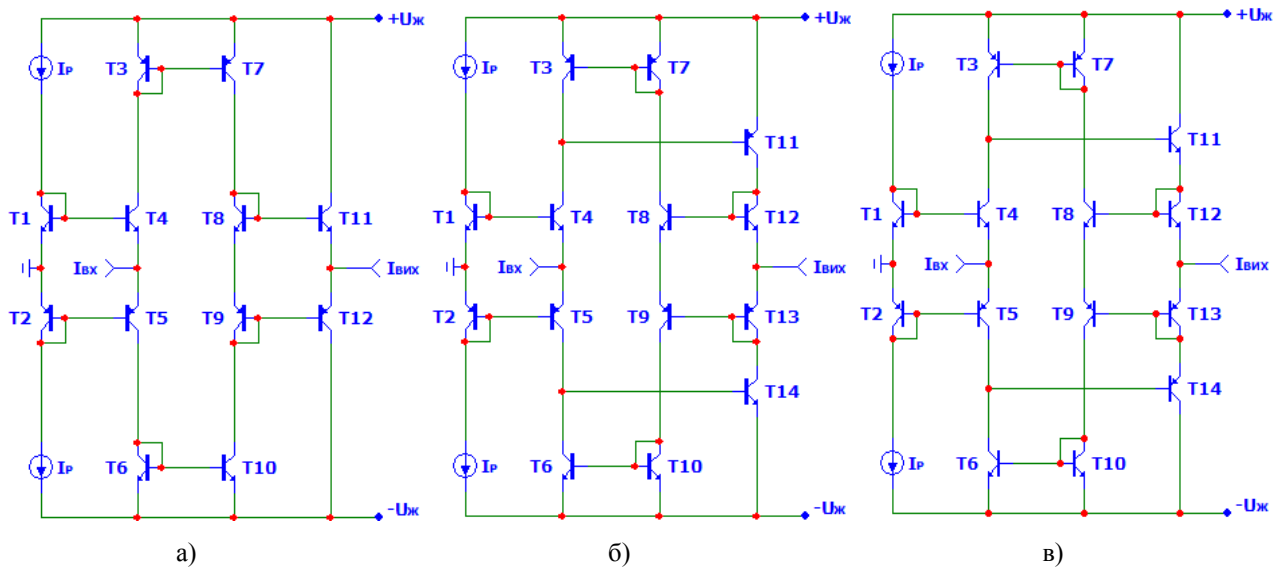 +Uж
Iр
T3
T7
T1
T4
T8
T11
Iвх
Iвих
T2
T5
T9
T12
Iр
T6
T10
-Uж
а)
+Uж
Iр
T3
T7
T11
T1
T4
T8
T12
Iвх
Iвих
T2
T5
T9
T13
T14
Iр
T6
T10
-Uж
б)
+Uж
Iр
T3
T7
T11
T1
T4
T8
T12
Iвх
Iвих
T2
T5
T9
T13
T14
Iр
T6
T10
-Uж
в)